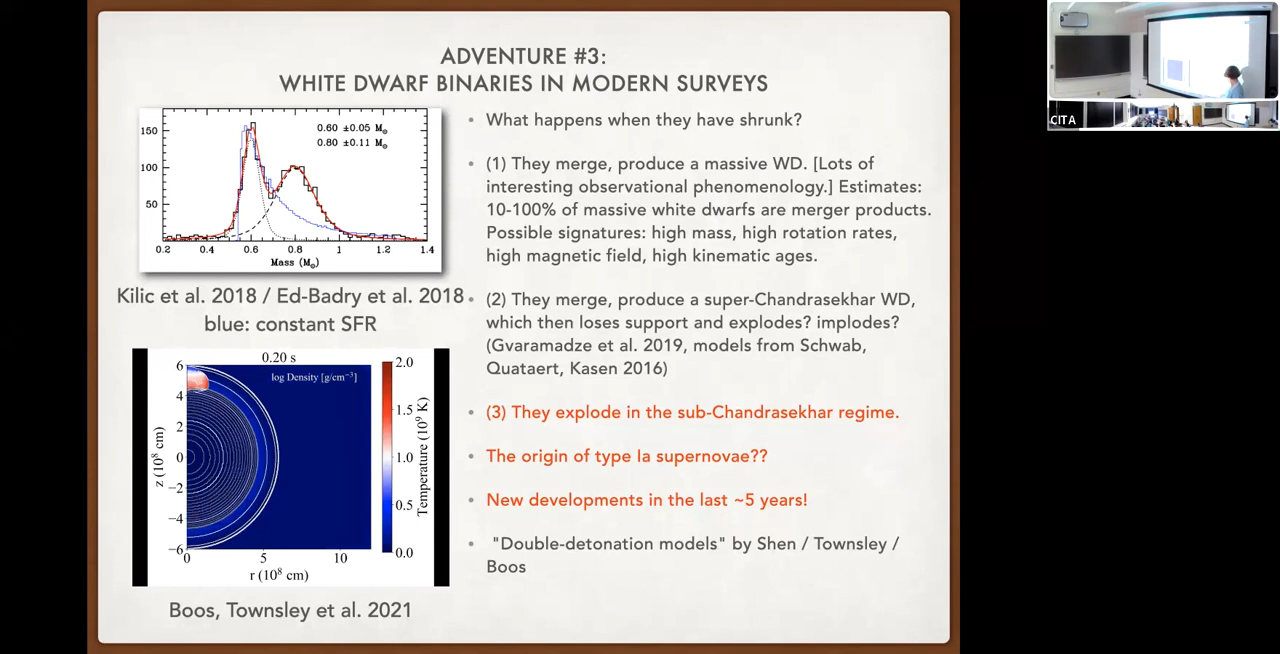 ADVENTURE #3:
WHITE DWARF BINARIES IN MODERN SURVEYS
150
100
50
0.60 ±0.05 M⊙
0.80 ±0.11 M⊙
0.2 0.4 0.6 0.8 1 1.2 1.4
Mass (M⊙)
Kilic et al. 2018 / Ed-Badry et al. 2018
blue: constant SFR
0.20 s
log Density [g/cm⁻³]
6
4
2
0
−2
−4
−6
z (10⁸ cm)
0 5 10
r (10⁸ cm)
2.0
1.5
1.0
0.5
0.0
Temperature (10⁹ K)
Boos, Townsley et al. 2021
• What happens when they have shrunk?
• (1) They merge, produce a massive WD. [Lots of
interesting observational phenomenology.] Estimates:
10-100% of massive white dwarfs are merger products.
Possible signatures: high mass, high rotation rates,
high magnetic field, high kinematic ages.
• (2) They merge, produce a super-Chandrasekhar WD,
which then loses support and explodes? implodes?
(Gvaramadze et al. 2019, models from Schwab,
Quataert, Kasen 2016)
• (3) They explode in the sub-Chandrasekhar regime.
• The origin of type Ia supernovae??
• New developments in the last ~5 years!
• "Double-detonation models" by Shen / Townsley /
Boos
CITA